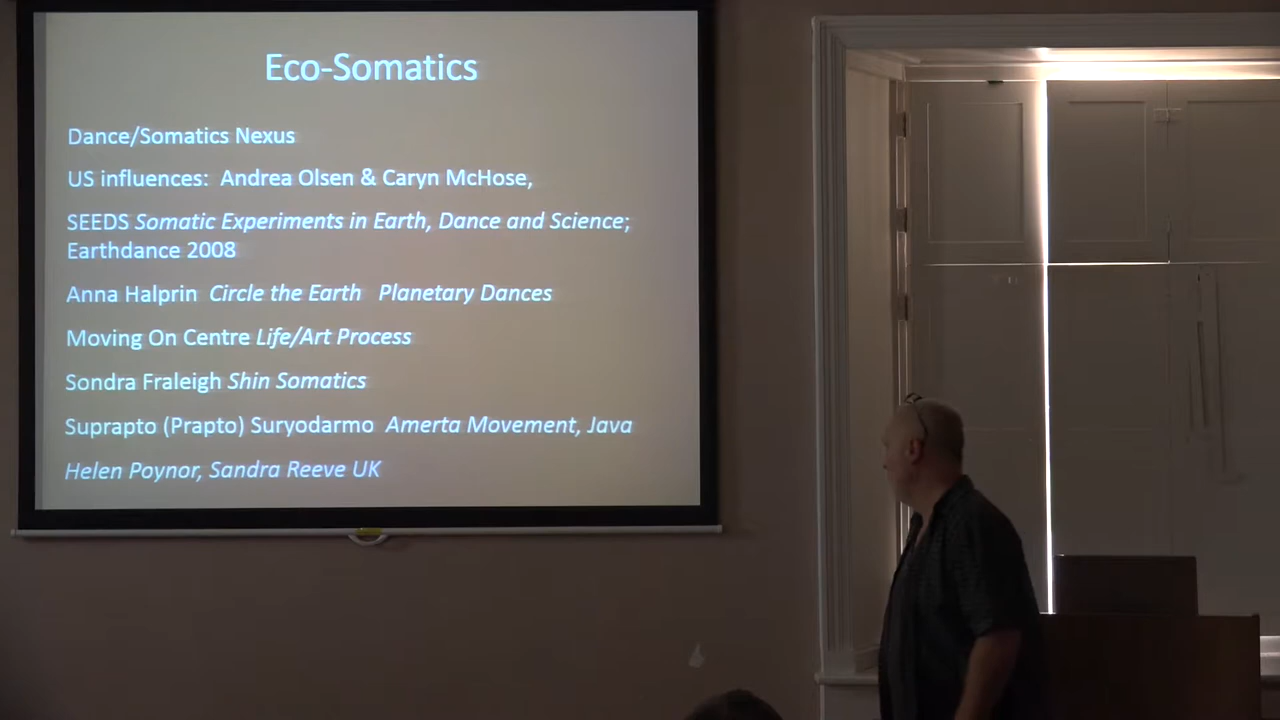 Eco-Somatics
Dance/Somatics Nexus
US influences:  Andrea Olsen & Caryn McHose,
SEEDS Somatic Experiments in Earth, Dance and Science;
Earthdance 2008
Anna Halprin  Circle the Earth   Planetary Dances
Moving On Centre Life/Art Process
Sondra Fraleigh Shin Somatics
Suprapto (Prapto) Suryodarmo  Amerta Movement, Java
Helen Poynor, Sandra Reeve UK